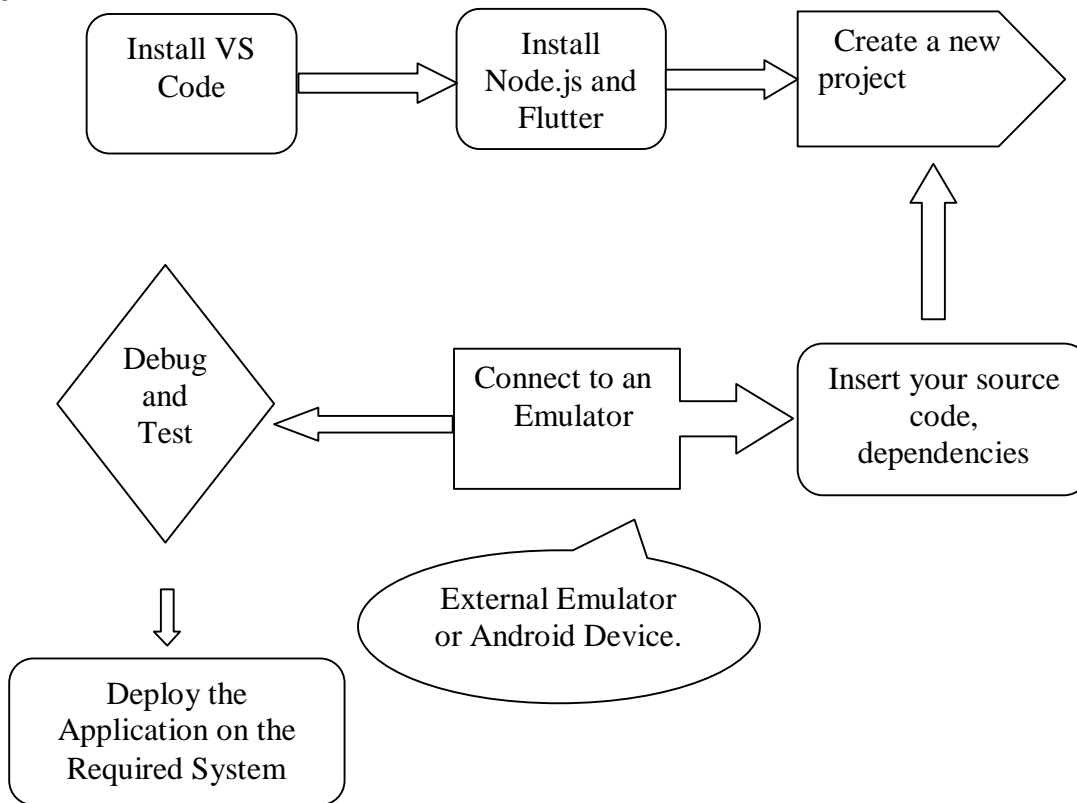 Install VS
Code
Install
Node.js and
Flutter
Create a new
project
Debug
and
Test
Connect to an
Emulator
Insert your source
code,
dependencies
External Emulator
or Android Device.
Deploy the
Application on the
Required System